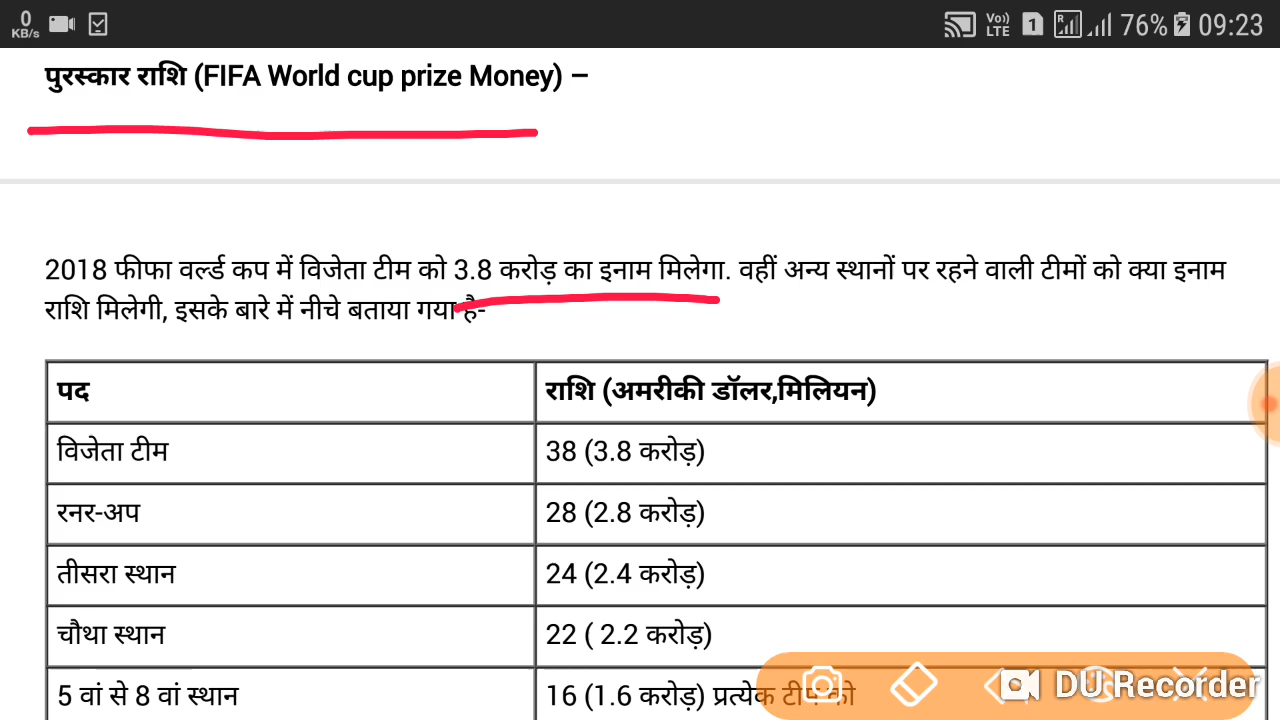 0
KB/s
Vo))
LTE
1
R
76%
09:23
पुरस्कार राशि (FIFA World cup prize Money) –
2018 फीफा वर्ल्ड कप में विजेता टीम को 3.8 करोड़ का इनाम मिलेगा. वहीं अन्य स्थानों पर रहने वाली टीमों को क्या इनाम
राशि मिलेगी, इसके बारे में नीचे बताया गया है-
पद राशि (अमरीकी डॉलर,मिलियन)
विजेता टीम 38 (3.8 करोड़)
रनर-अप 28 (2.8 करोड़)
तीसरा स्थान 24 (2.4 करोड़)
चौथा स्थान 22 ( 2.2 करोड़)
5 वां से 8 वां स्थान 16 (1.6 करोड़) प्रत्येक टीम को
DU Recorder